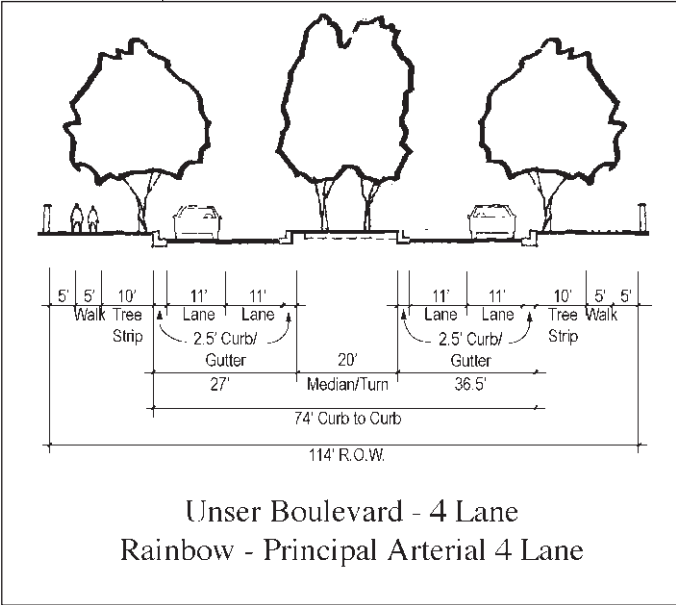 5' 5' 10' 11' 11' 11' 11' 10' 5' 5'
Walk Tree Lane Lane Lane Lane Tree Walk
Strip 2.5' Curb/ 2.5' Curb/ Strip
Gutter 20' Gutter
27' Median/Turn 36.5'
74' Curb to Curb
114' R.O.W.
Unser Boulevard - 4 Lane
Rainbow - Principal Arterial 4 Lane